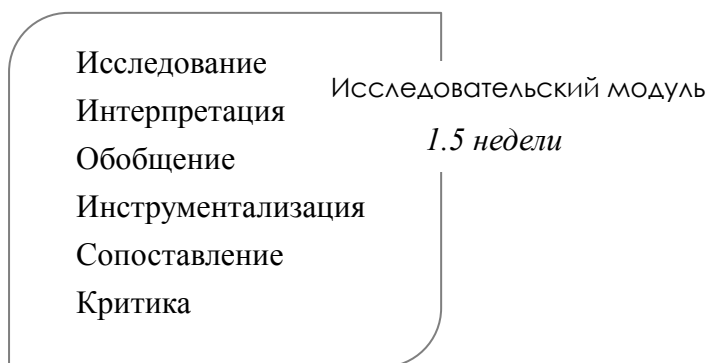 Исследование
Интерпретация
Обобщение
Инструментализация
Сопоставление
Критика
Исследовательский модуль
1.5 недели